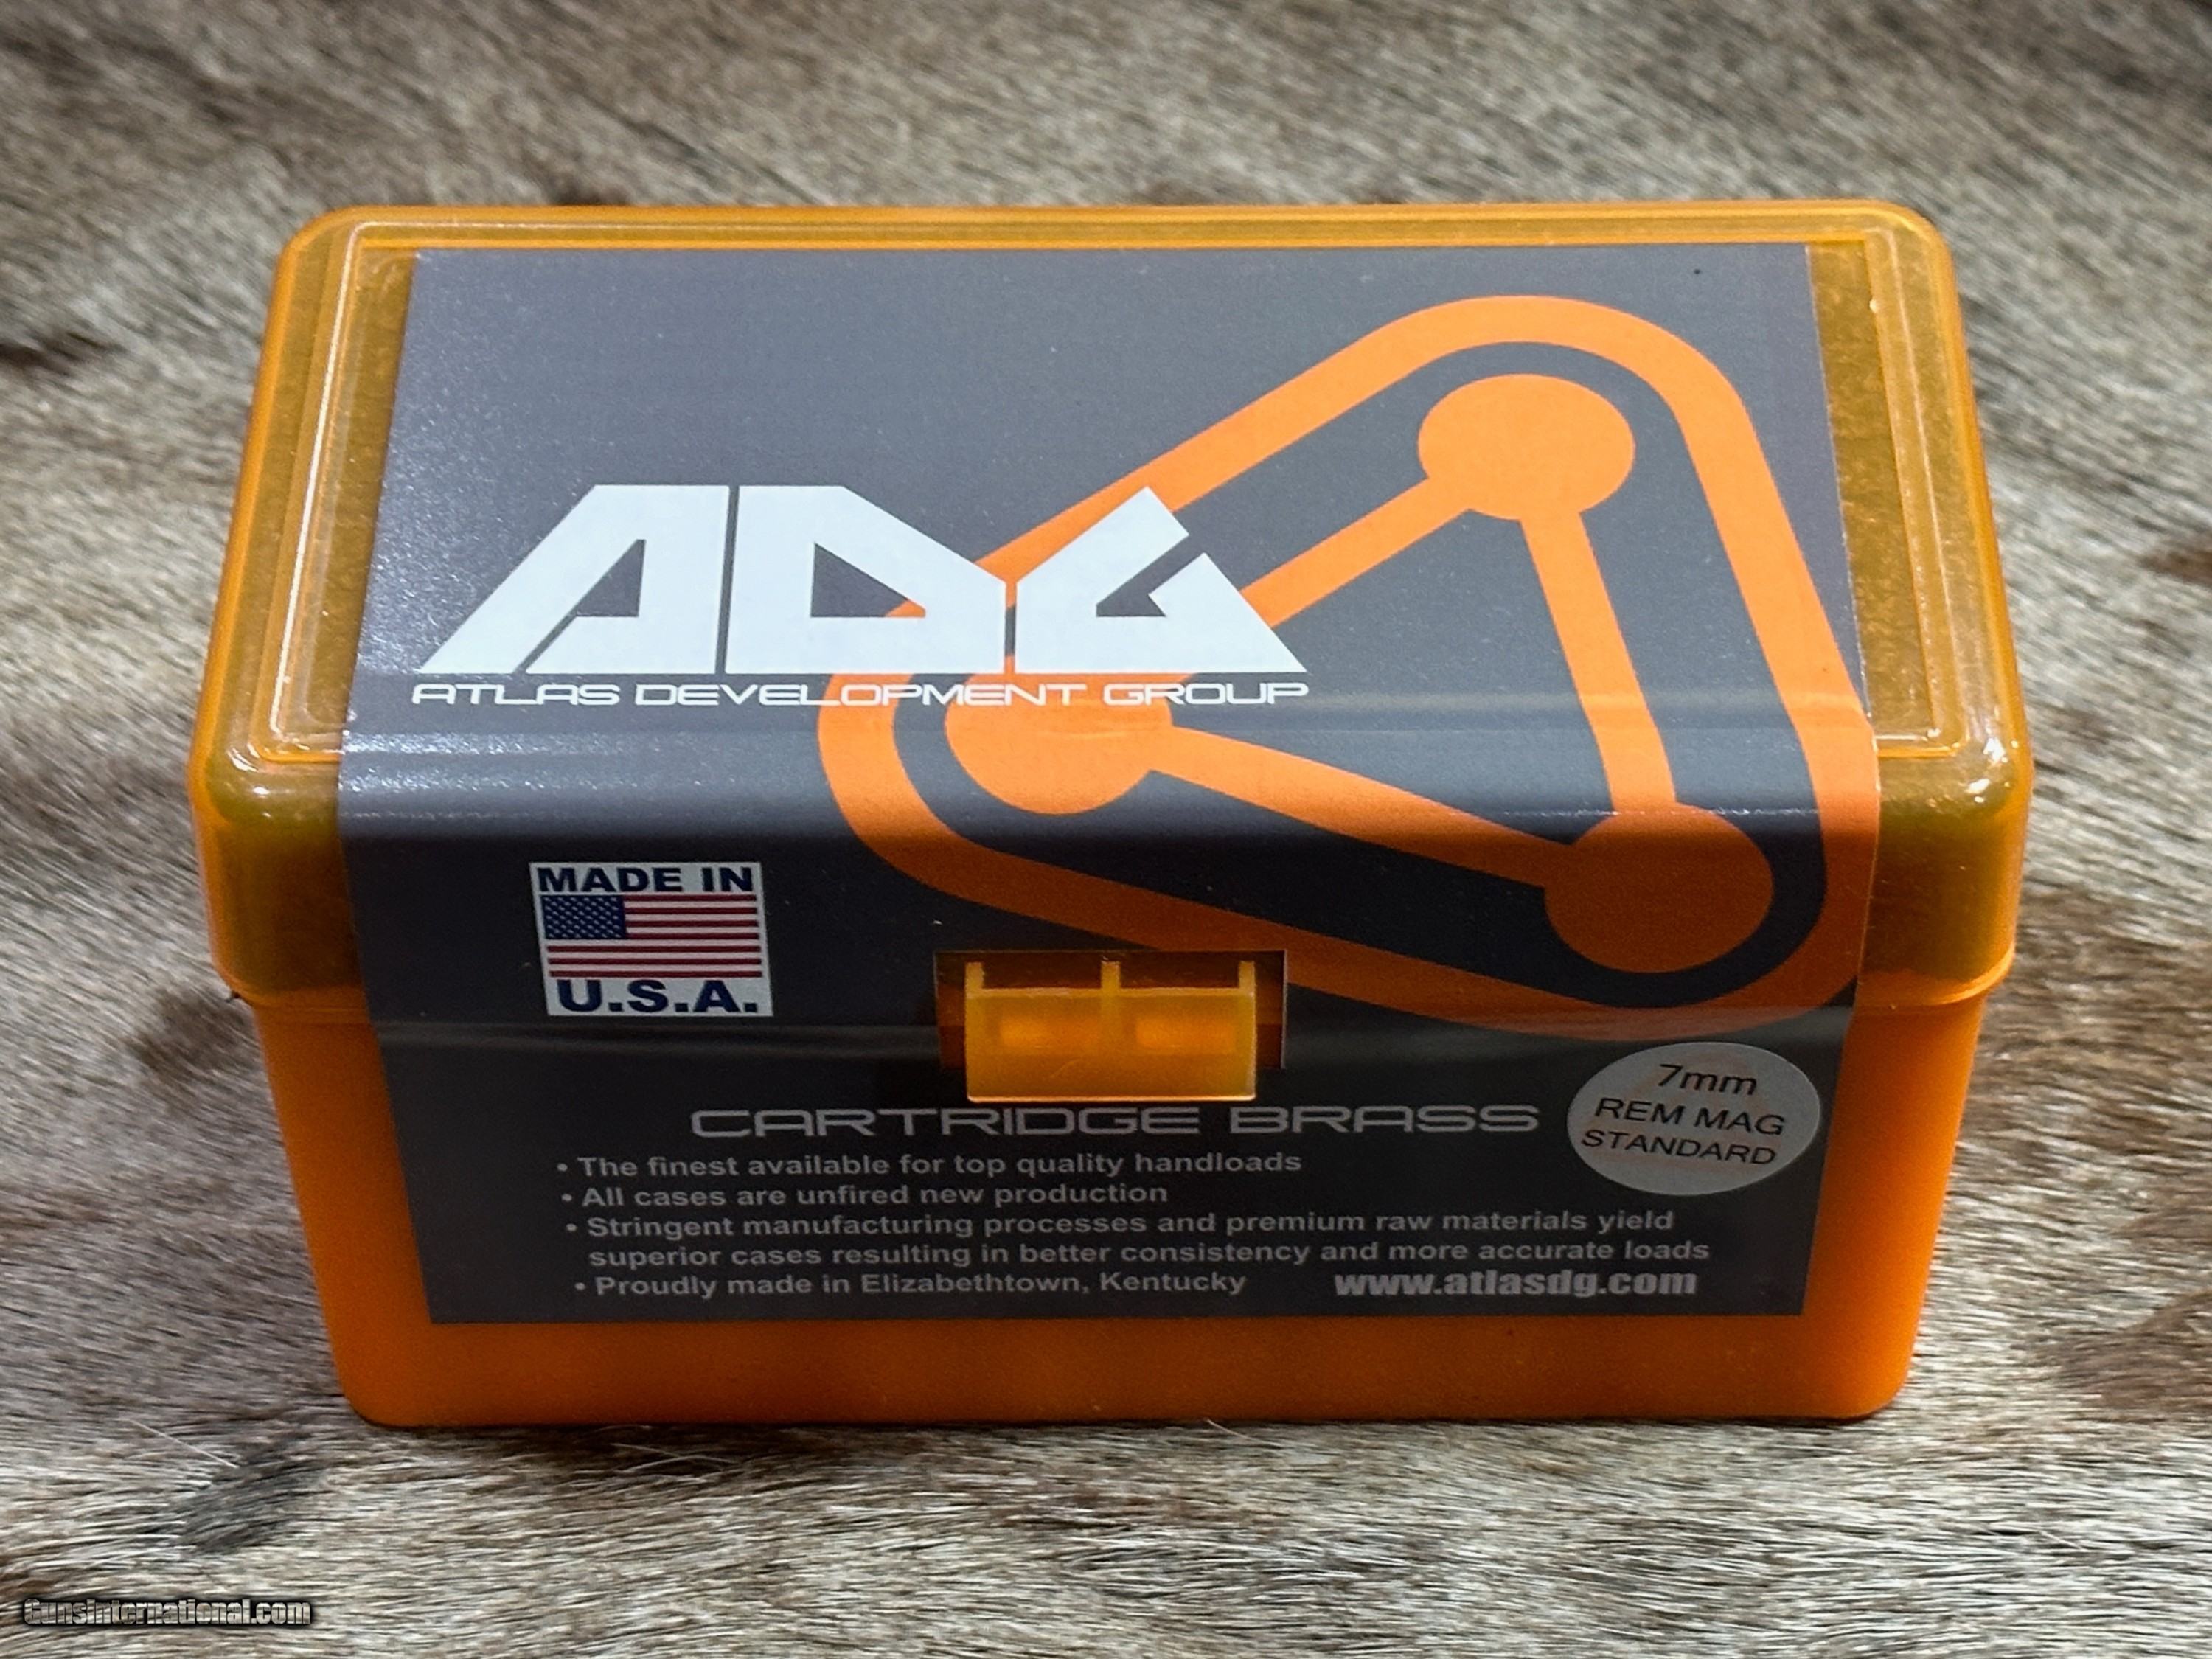 ADG
ATLAS DEVELOPMENT GROUP
MADE IN
U.S.A.
CARTRIDGE BRASS
7mm
REM MAG
STANDARD
• The finest available for top quality handloads
• All cases are unfired new production
• Stringent manufacturing processes and premium raw materials yield
superior cases resulting in better consistency and more accurate loads
• Proudly made in Elizabethtown, Kentucky www.atlasdg.com
GunsInternational.com